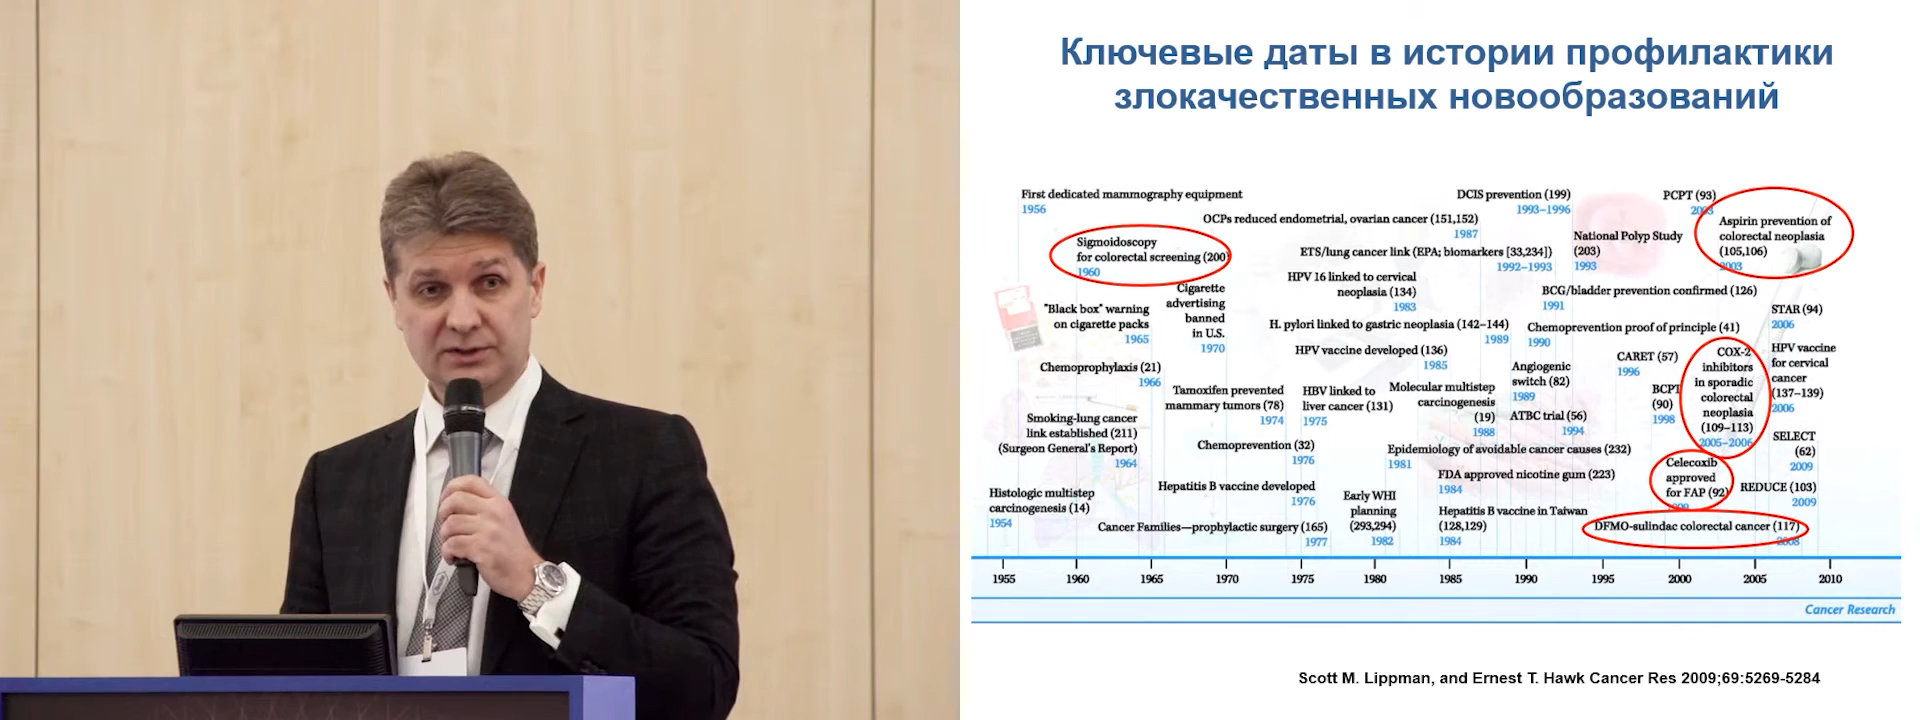 Ключевые даты в истории профилактики
злокачественных новообразований
First dedicated mammography equipment
1956
DCIS prevention (199)
1993–1996
PCPT (93)
2003
OCPs reduced endometrial, ovarian cancer (151,152)
1987
Aspirin prevention of
colorectal neoplasia
(105,106)
2003
Sigmoidoscopy
for colorectal screening (200)
1960
ETS/lung cancer link (EPA; biomarkers [33,234])
1992–1993
National Polyp Study
(203)
1993
HPV 16 linked to cervical
neoplasia (134)
1983
Cigarette
advertising
banned
in U.S.
1970
BCG/bladder prevention confirmed (126)
1991
"Black box" warning
on cigarette packs
1965
STAR (94)
2006
H. pylori linked to gastric neoplasia (142–144)
1989
Chemoprevention proof of principle (41)
1990
HPV vaccine developed (136)
1985
CARET (57)
1996
COX-2
inhibitors
in sporadic
colorectal
neoplasia
(109–113)
2005–2006
HPV vaccine
for cervical
cancer
(137–139)
2006
Chemoprophylaxis (21)
1966
Angiogenic
switch (82)
1989
Tamoxifen prevented
mammary tumors (78)
1974
HBV linked to
liver cancer (131)
1975
Molecular multistep
carcinogenesis
(19)
1988
BCPT
(90)
1998
ATBC trial (56)
1994
Smoking-lung cancer
link established (211)
(Surgeon General's Report)
1964
Chemoprevention (32)
1976
Epidemiology of avoidable cancer causes (232)
1981
SELECT
(62)
2009
Celecoxib
approved
for FAP (92)
FDA approved nicotine gum (223)
1984
Hepatitis B vaccine developed
1976
Early WHI
planning
(293,294)
1982
REDUCE (103)
2009
Histologic multistep
carcinogenesis (14)
1954
Hepatitis B vaccine in Taiwan
(128,129)
1984
Cancer Families—prophylactic surgery (165)
1977
DFMO-sulindac colorectal cancer (117)
2008
1955 1960 1965 1970 1975 1980 1985 1990 1995 2000 2005 2010
Cancer Research
Scott M. Lippman, and Ernest T. Hawk Cancer Res 2009;69:5269-5284